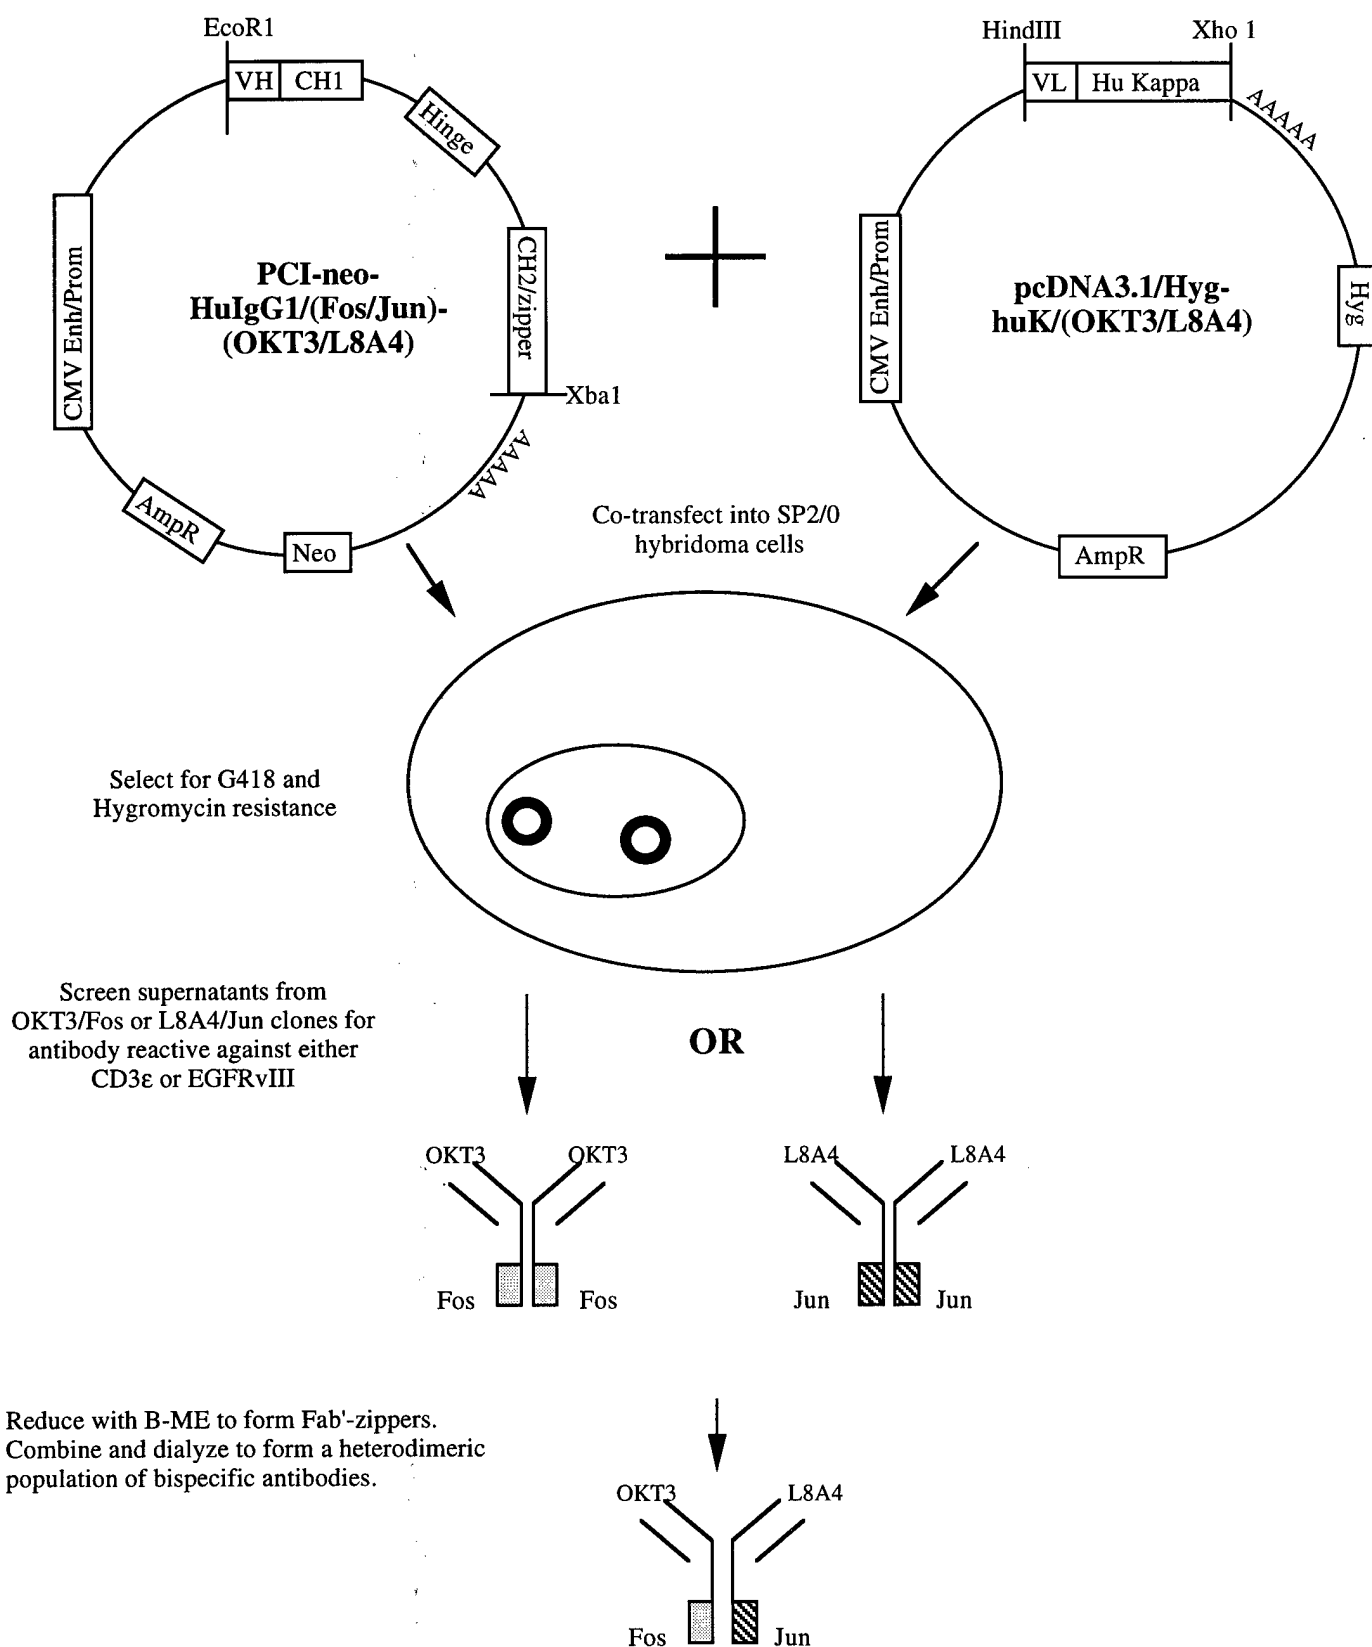 EcoR1
VH
CH1
Hinge
CH2/zipper
Xba1
AAAAA
Neo
AmpR
CMV Enh/Prom
PCI-neo-
HuIgG1/(Fos/Jun)-
(OKT3/L8A4)
HindIII
Xho 1
VL
Hu Kappa
AAAAA
Hyg
AmpR
CMV Enh/Prom
pcDNA3.1/Hyg-
huK/(OKT3/L8A4)
Co-transfect into SP2/0
hybridoma cells
Select for G418 and
Hygromycin resistance
Screen supernatants from
OKT3/Fos or L8A4/Jun clones for
antibody reactive against either
CD3ε or EGFRvIII
OR
OKT3
OKT3
L8A4
L8A4
Fos
Fos
Jun
Jun
Reduce with B-ME to form Fab'-zippers.
Combine and dialyze to form a heterodimeric
population of bispecific antibodies.
OKT3
L8A4
Fos
Jun